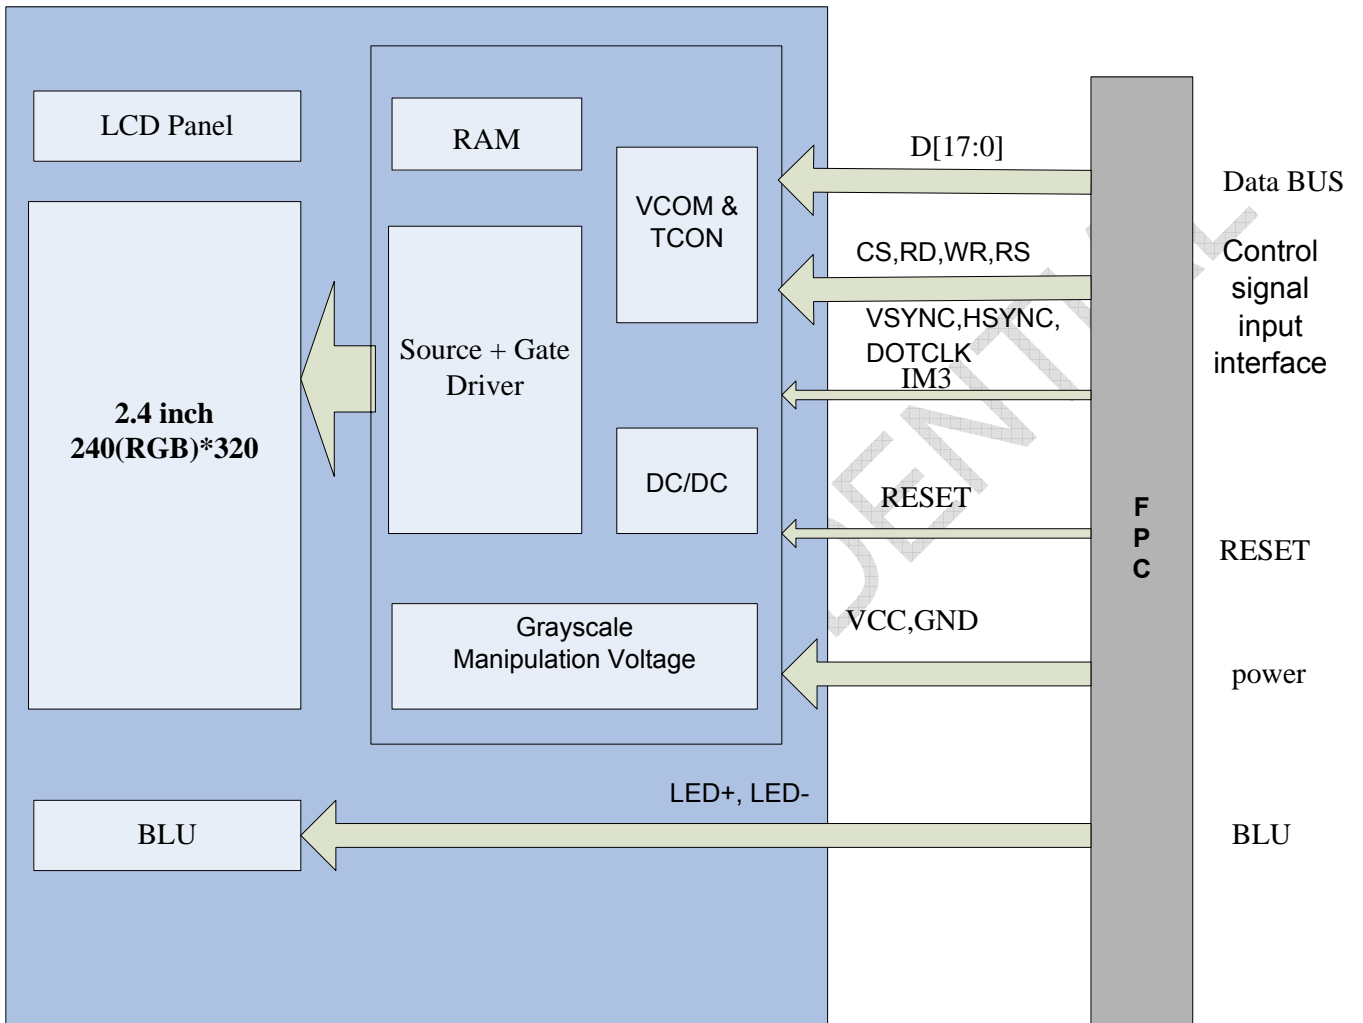 LCD Panel
RAM
VCOM &
TCON
D[17:0]
Data BUS
CS,RD,WR,RS
VSYNC,HSYNC,
DOTCLK
IM3
Control
signal
input
interface
Source + Gate
Driver
2.4 inch
240(RGB)*320
DC/DC
RESET
F
P
C
RESET
Grayscale
Manipulation Voltage
VCC,GND
power
LED+, LED-
BLU
BLU
DENTIAL